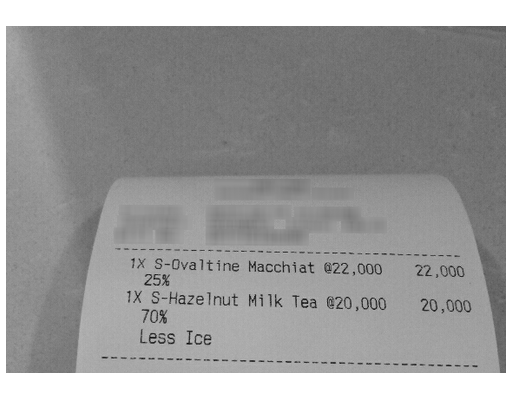 1X S-Ovaltine Macchiat @22,000 22,000
25%
1X S-Hazelnut Milk Tea @20,000 20,000
70%
Less Ice